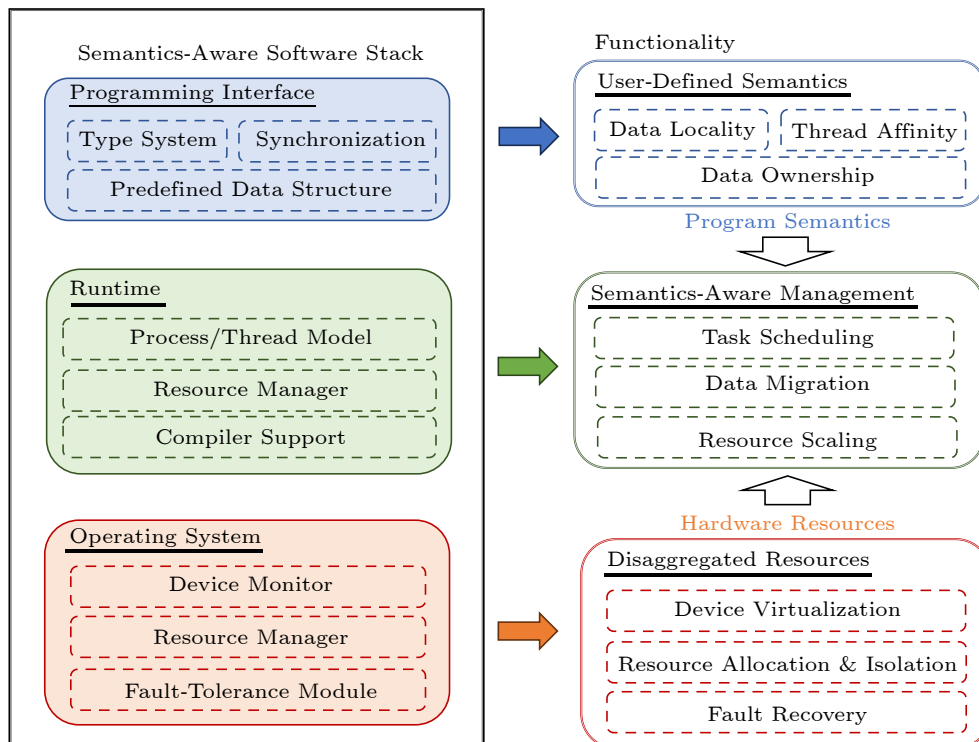 Semantics-Aware Software Stack
Programming Interface
Type System
Synchronization
Predefined Data Structure
Runtime
Process/Thread Model
Resource Manager
Compiler Support
Operating System
Device Monitor
Resource Manager
Fault-Tolerance Module
Functionality
User-Defined Semantics
Data Locality
Thread Affinity
Data Ownership
Program Semantics
Semantics-Aware Management
Task Scheduling
Data Migration
Resource Scaling
Hardware Resources
Disaggregated Resources
Device Virtualization
Resource Allocation & Isolation
Fault Recovery